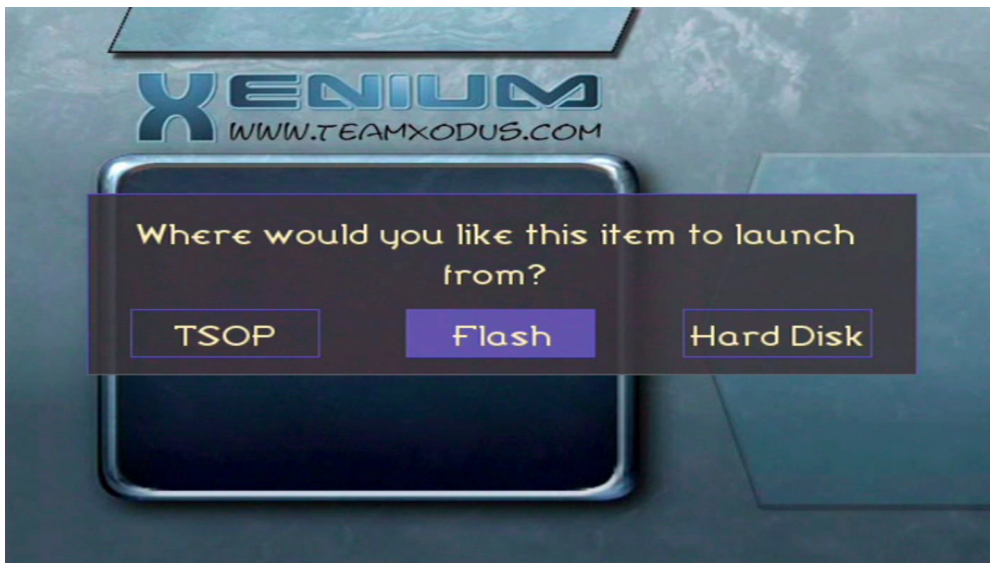 XENIUM
WWW.TEAMXODUS.COM
Where would you like this item to launch
from?
TSOP Flash Hard Disk